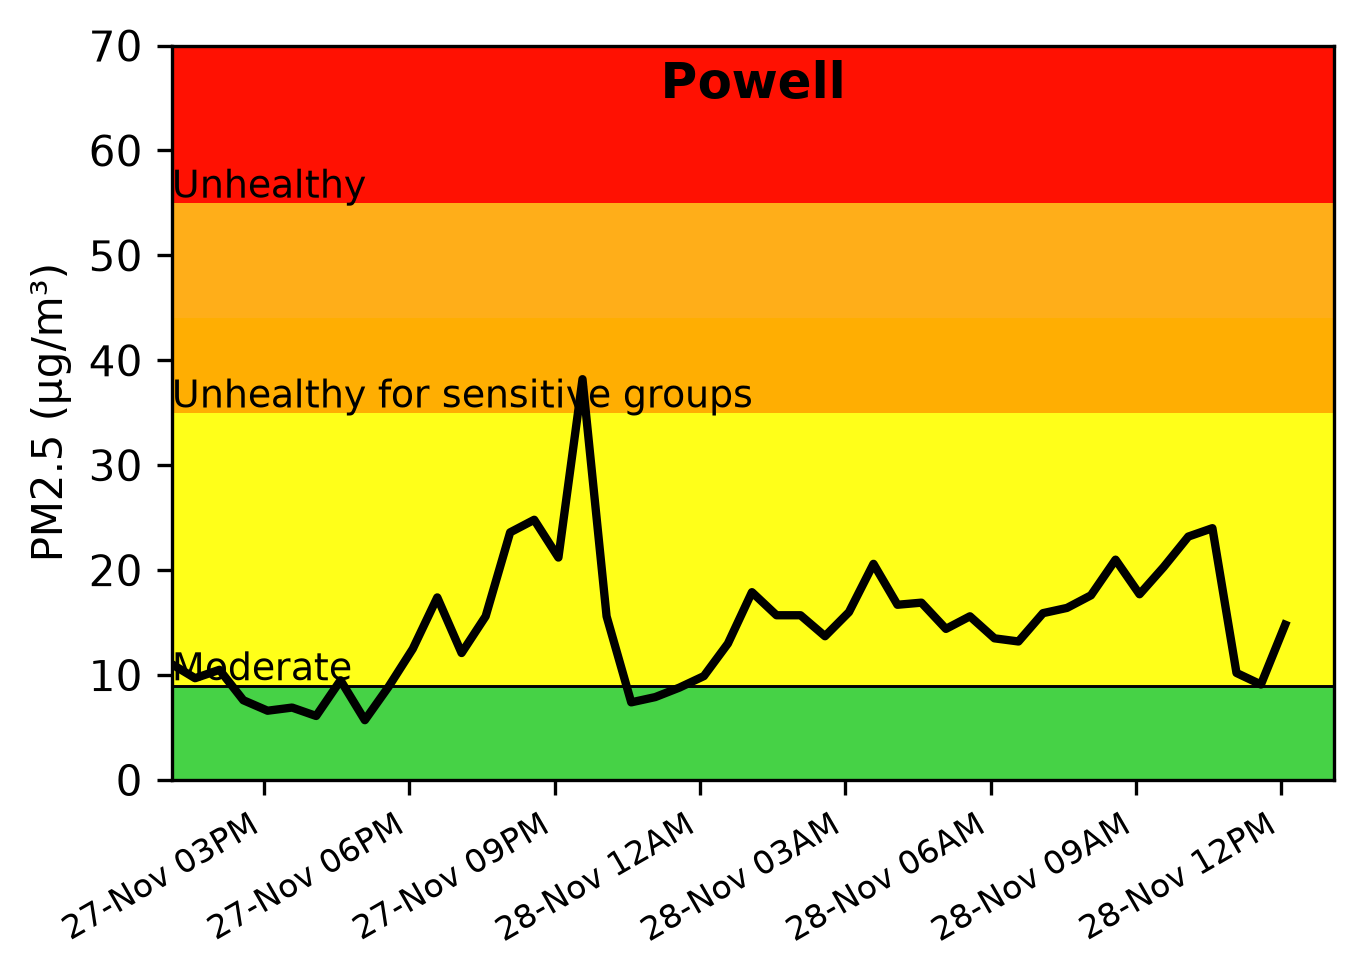 Powell
PM2.5 (µg/m³)
70
60
50
40
30
20
10
0
Unhealthy
Unhealthy for sensitive groups
Moderate
27-Nov 03PM
27-Nov 06PM
27-Nov 09PM
28-Nov 12AM
28-Nov 03AM
28-Nov 06AM
28-Nov 09AM
28-Nov 12PM